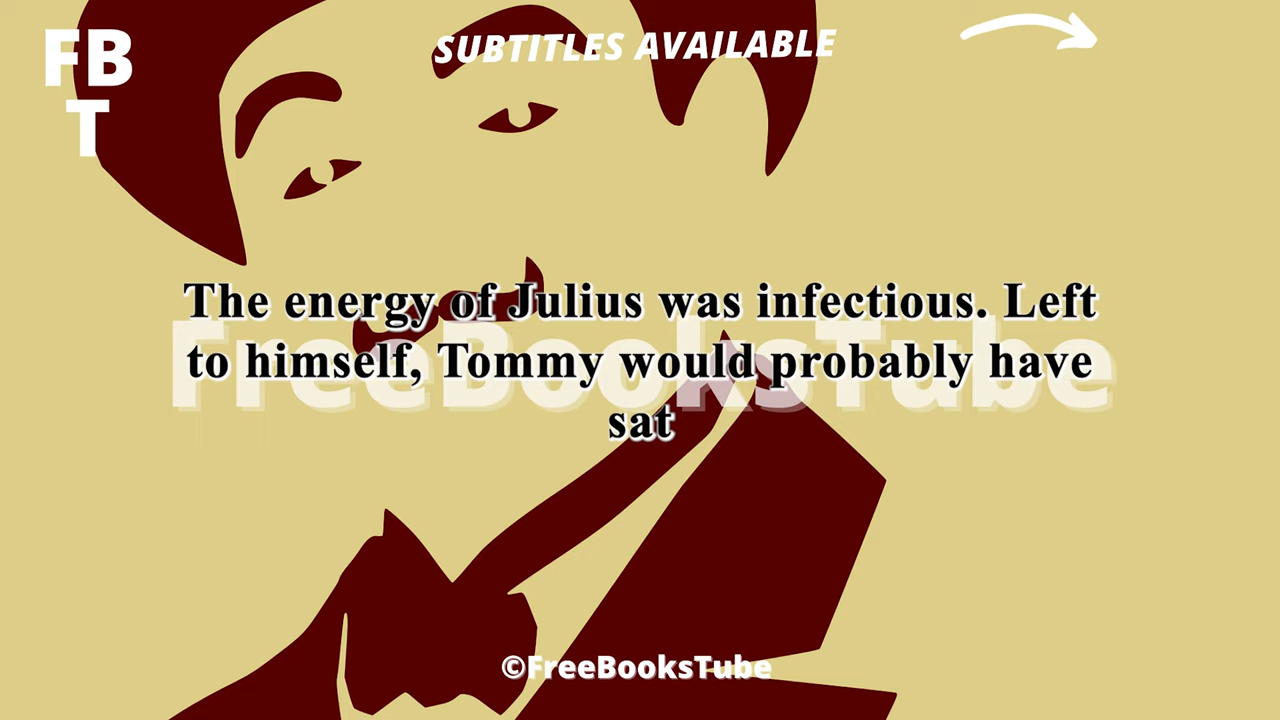 FB
T
SUBTITLES AVAILABLE
The energy of Julius was infectious. Left
to himself, Tommy would probably have
sat
FreeBooksTube
©FreeBooksTube